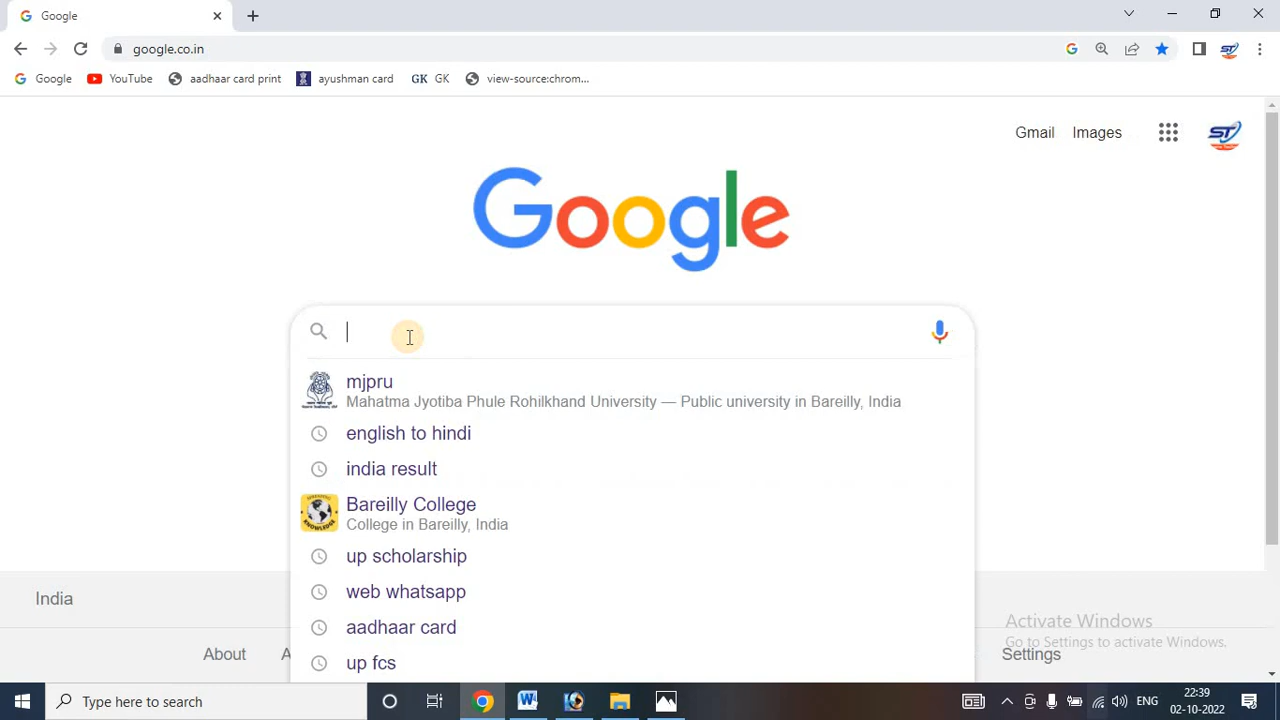 Google
google.co.in
Google
YouTube
aadhaar card print
ayushman card
GK GK
view-source:chrom...
Gmail
Images
ST
Google
mjpru
Mahatma Jyotiba Phule Rohilkhand University — Public university in Bareilly, India
english to hindi
india result
Bareilly College
College in Bareilly, India
up scholarship
web whatsapp
aadhaar card
up fcs
India
About
A
Settings
Activate Windows
Go to Settings to activate Windows.
Type here to search
ENG
22:39
02-10-2022